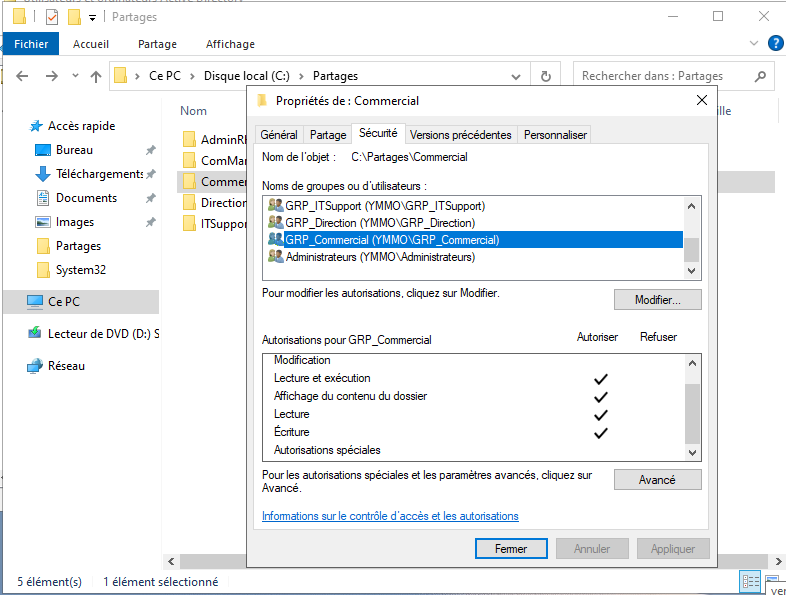 Partages
Fichier
Accueil
Partage
Affichage
Ce PC > Disque local (C:) > Partages
Rechercher dans : Partages
Nom
Accès rapide
Bureau
Téléchargements
Documents
Images
Partages
System32
Ce PC
Lecteur de DVD (D:) S
Réseau
AdminR
ComMar
Commer
Direction
ITSuppor
ille
Propriétés de : Commercial
Général
Partage
Sécurité
Versions précédentes
Personnaliser
Nom de l'objet : C:\Partages\Commercial
Noms de groupes ou d'utilisateurs :
GRP_ITSupport (YMMO\GRP_ITSupport)
GRP_Direction (YMMO\GRP_Direction)
GRP_Commercial (YMMO\GRP_Commercial)
Administrateurs (YMMO\Administrateurs)
Pour modifier les autorisations, cliquez sur Modifier.
Modifier...
Autorisations pour GRP_Commercial
Autoriser
Refuser
Modification
Lecture et exécution
Affichage du contenu du dossier
Lecture
Écriture
Autorisations spéciales
Pour les autorisations spéciales et les paramètres avancés, cliquez sur
Avancé.
Avancé
Informations sur le contrôle d'accès et les autorisations
Fermer
Annuler
Appliquer
5 élément(s)
1 élément sélectionné
ver